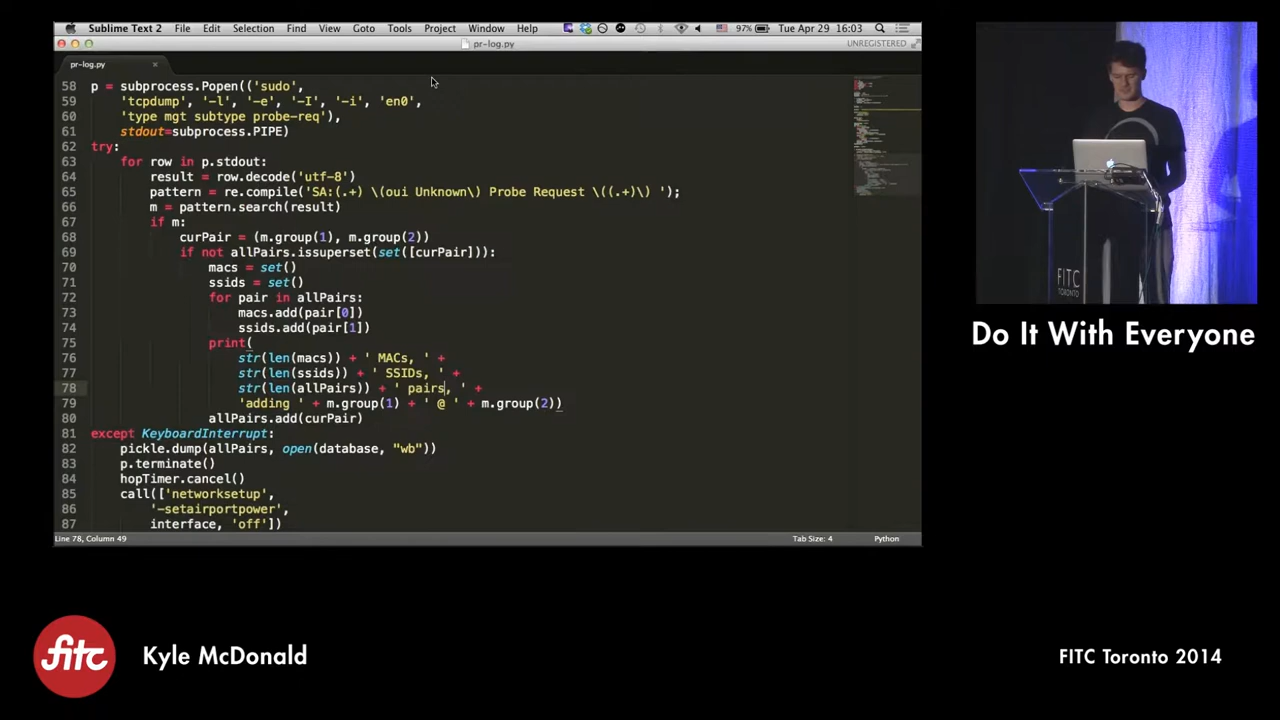 Sublime Text 2 File Edit Selection Find View Goto Tools Project Window Help 97% Tue Apr 29 16:03
pr-log.py
UNREGISTERED
pr-log.py
58 p = subprocess.Popen(('sudo',
59 'tcpdump', '-l', '-e', '-I', '-i', 'en0',
60 'type mgt subtype probe-req'),
61 stdout=subprocess.PIPE)
62 try:
63 for row in p.stdout:
64 result = row.decode('utf-8')
65 pattern = re.compile('SA:(.+) \(oui Unknown\) Probe Request \((.+)\) ');
66 m = pattern.search(result)
67 if m:
68 curPair = (m.group(1), m.group(2))
69 if not allPairs.issuperset(set([curPair])):
70 macs = set()
71 ssids = set()
72 for pair in allPairs:
73 macs.add(pair[0])
74 ssids.add(pair[1])
75 print(
76 str(len(macs)) + ' MACs, ' +
77 str(len(ssids)) + ' SSIDs, ' +
78 str(len(allPairs)) + ' pairs, ' +
79 'adding ' + m.group(1) + ' @ ' + m.group(2))
80 allPairs.add(curPair)
81 except KeyboardInterrupt:
82 pickle.dump(allPairs, open(database, "wb"))
83 p.terminate()
84 hopTimer.cancel()
85 call(['networksetup',
86 '-setairportpower',
87 interface, 'off'])
Line 78, Column 49
Tab Size: 4
Python
FITC
TORONTO
Do It With Everyone
fitc
Kyle McDonald
FITC Toronto 2014